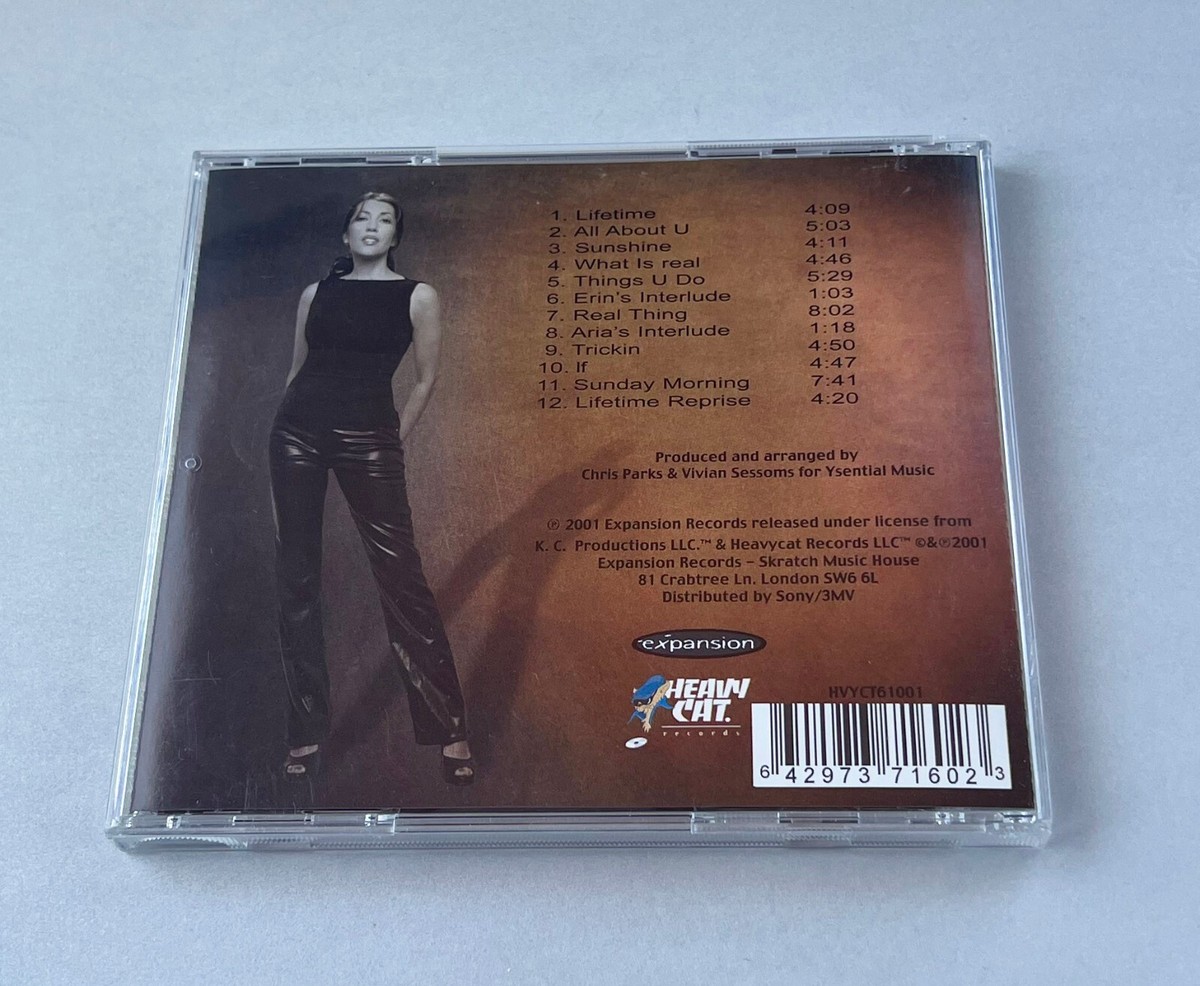 1. Lifetime 4:09
2. All About U 5:03
3. Sunshine 4:11
4. What Is real 4:46
5. Things U Do 5:29
6. Erin's Interlude 1:03
7. Real Thing 8:02
8. Aria's Interlude 1:18
9. Trickin 4:50
10. If 4:47
11. Sunday Morning 7:41
12. Lifetime Reprise 4:20
Produced and arranged by
Chris Parks & Vivian Sessoms for Ysential Music
℗ 2001 Expansion Records released under license from
K. C. Productions LLC.™ & Heavycat Records LLC™ ©&℗2001
Expansion Records – Skratch Music House
81 Crabtree Ln. London SW6 6L
Distributed by Sony/3MV
expansion
HEAVY
CAT.
records
HVYCT61001
6 42973 71602 3